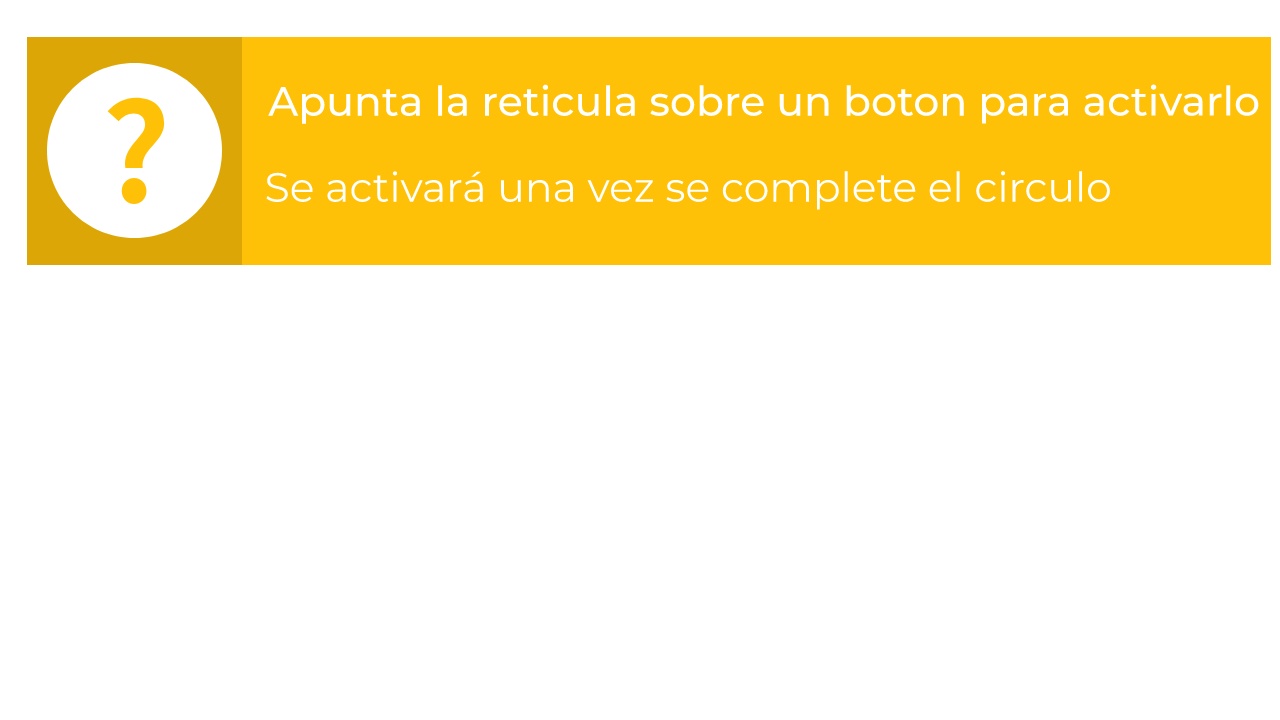 ?
Apunta la reticula sobre un boton para activarlo
Se activará una vez se complete el circulo